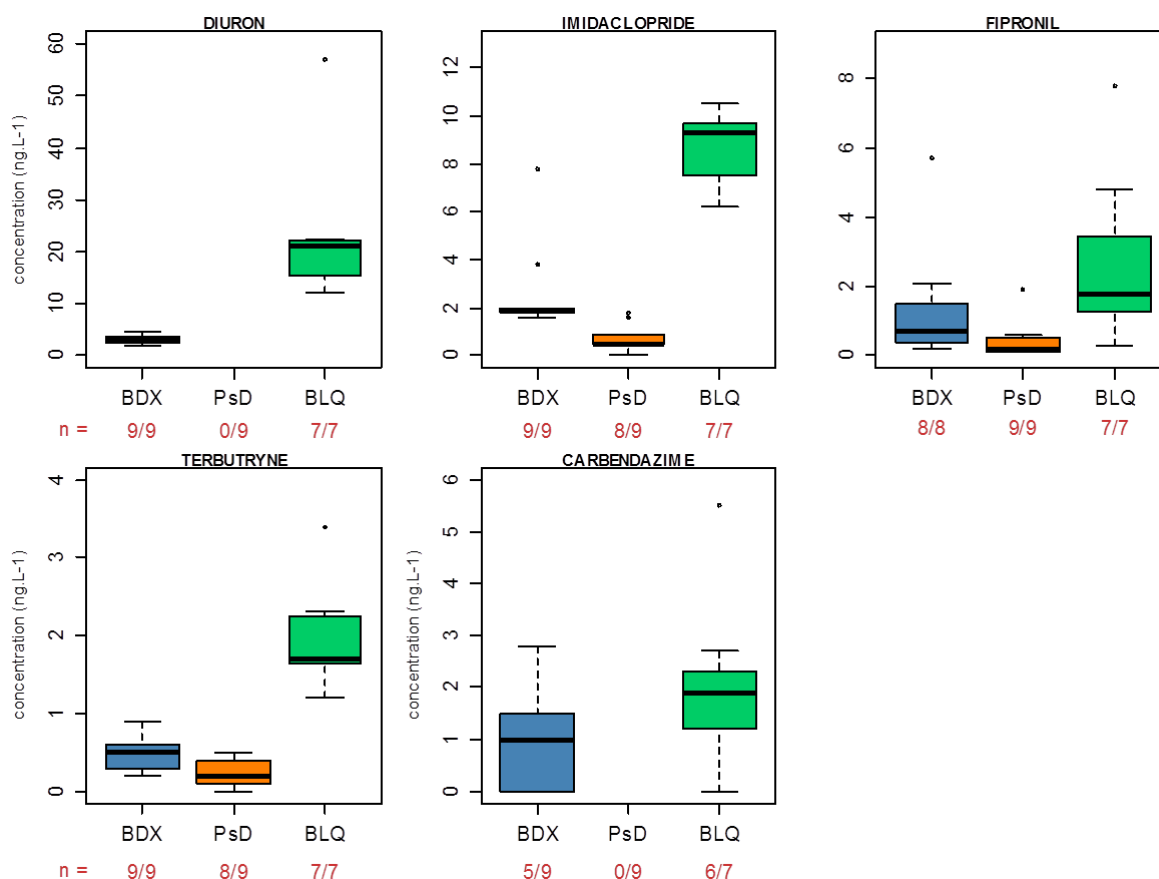 DIURON
IMIDACLOPRIDE
FIPRONIL
concentration (ng.L-1)
60
50
40
30
20
10
0
12
10
8
6
4
2
0
8
6
4
2
0
BDX PsD BLQ
BDX PsD BLQ
BDX PsD BLQ
n = 9/9 0/9 7/7
9/9 8/9 7/7
8/8 9/9 7/7
TERBUTRYNE
CARBENDAZIME
concentration (ng.L-1)
4
3
2
1
0
concentration (ng.L-1)
6
5
4
3
2
1
0
BDX PsD BLQ
BDX PsD BLQ
n = 9/9 8/9 7/7
5/9 0/9 6/7